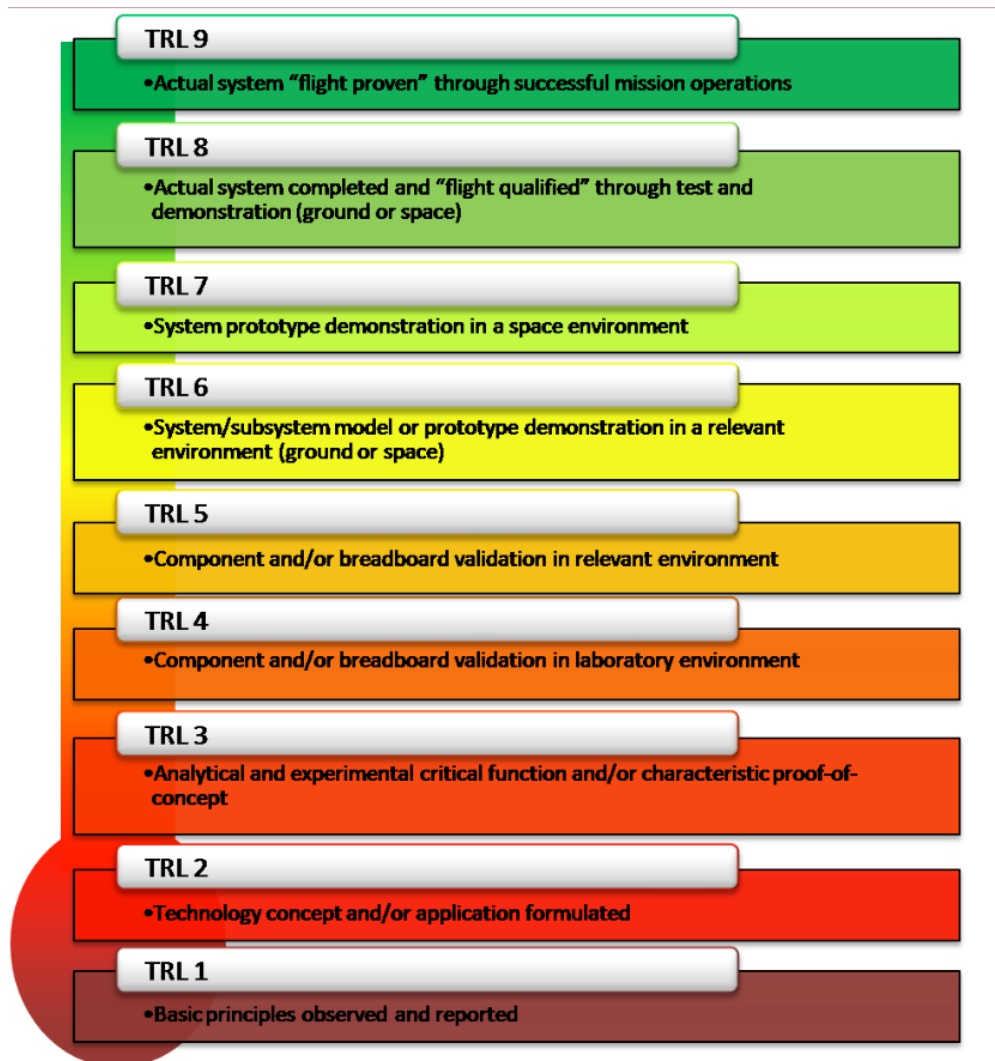 TRL 9
•Actual system “flight proven” through successful mission operations
TRL 8
•Actual system completed and “flight qualified” through test and
demonstration (ground or space)
TRL 7
•System prototype demonstration in a space environment
TRL 6
•System/subsystem model or prototype demonstration in a relevant
environment (ground or space)
TRL 5
•Component and/or breadboard validation in relevant environment
TRL 4
•Component and/or breadboard validation in laboratory environment
TRL 3
•Analytical and experimental critical function and/or characteristic proof-of-
concept
TRL 2
•Technology concept and/or application formulated
TRL 1
•Basic principles observed and reported